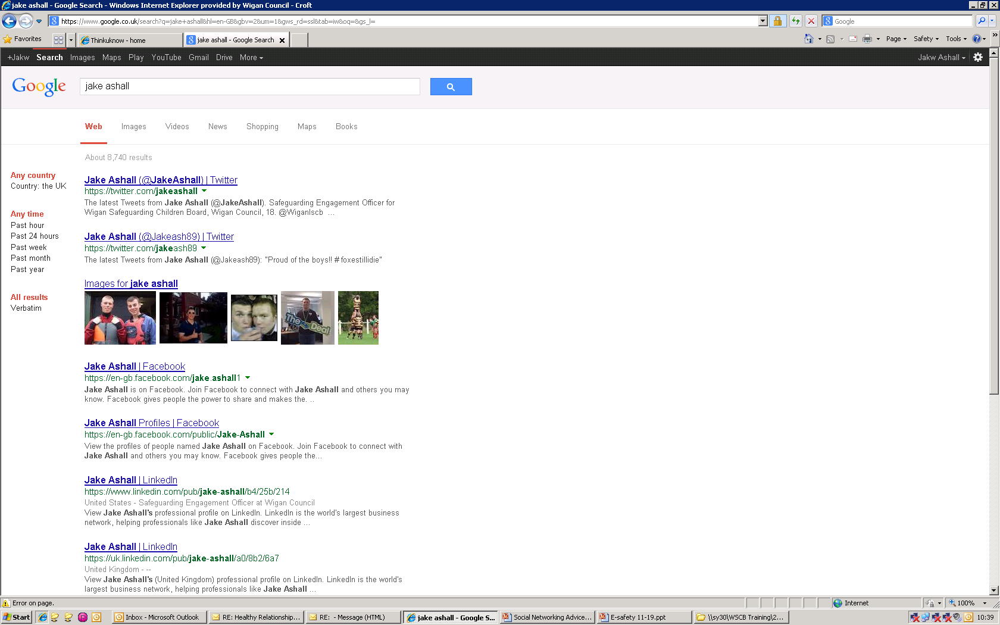 jake ashall - Google Search - Windows Internet Explorer provided by Wigan Council - Croft
https://www.google.co.uk/search?q=jake+ashall&hl=en-GB&gbv=2&um=1&gws_rd=ssl&tab=iw&oq=&gs_l=
Google
Favorites
Thinkuknow - home
jake ashall - Google Search
Page
Safety
Tools
+Jakw Search Images Maps Play YouTube Gmail Drive More
Jakw Ashall
Google
jake ashall
Web Images Videos News Shopping Maps Books
About 8,740 results
Any country
Country: the UK
Any time
Past hour
Past 24 hours
Past week
Past month
Past year
All results
Verbatim
Jake Ashall (@JakeAshall) | Twitter
https://twitter.com/jakeashall
The latest Tweets from Jake Ashall (@JakeAshall). Safeguarding Engagement Officer for
Wigan Safeguarding Children Board, Wigan Council, 18. @Wiganlscb ...
Jake Ashall (@Jakeash89) | Twitter
https://twitter.com/jakeash89
The latest Tweets from Jake Ashall (@Jakeash89): "Proud of the boys!! #foxestillidie"
Images for jake ashall
The Deal
Jake Ashall | Facebook
https://en-gb.facebook.com/jake.ashall1
Jake Ashall is on Facebook. Join Facebook to connect with Jake Ashall and others you may
know. Facebook gives people the power to share and makes the. ..
Jake Ashall Profiles | Facebook
https://en-gb.facebook.com/public/Jake-Ashall
View the profiles of people named Jake Ashall on Facebook. Join Facebook to connect with
Jake Ashall and others you may know. Facebook gives people the...
Jake Ashall | LinkedIn
https://www.linkedin.com/pub/jake-ashall/b4/25b/214
United States - Safeguarding Engagement Officer at Wigan Council
View Jake Ashall's professional profile on LinkedIn. LinkedIn is the world's largest business
network, helping professionals like Jake Ashall discover inside ...
Jake Ashall | LinkedIn
https://uk.linkedin.com/pub/jake-ashall/a0/8b2/6a7
United Kingdom - --
View Jake Ashall's (United Kingdom) professional profile on LinkedIn. LinkedIn is the world's
largest business network, helping professionals like Jake Ashall ...
Error on page.
Internet
100%
Start
Inbox - Microsoft Outlook
RE: Healthy Relationship...
RE: - Message (HTML)
jake ashall - Google S...
Social Networking Advice...
E-safety 11-19.ppt
\\sy30\WSCB Training\2...
10:39